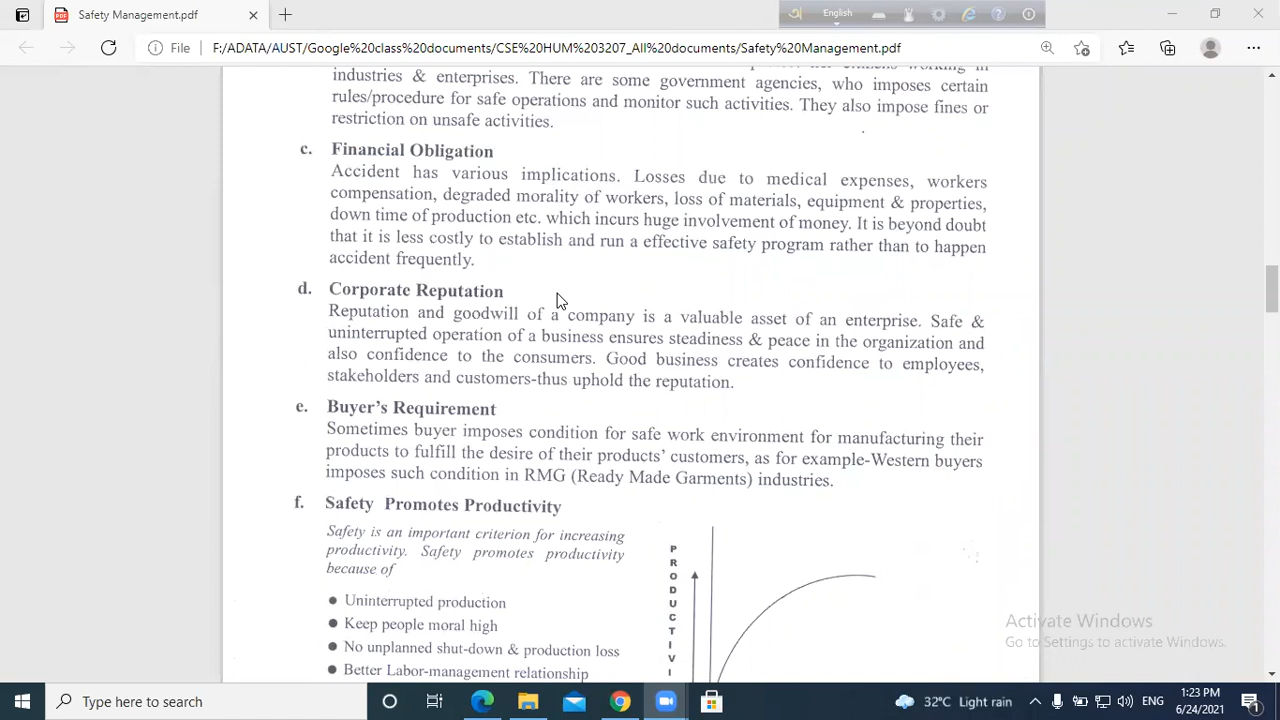 Safety Management.pdf
English
File
F:/ADATA/AUST/Google%20class%20documents/CSE%20HUM%203207_All%20documents/Safety%20Management.pdf
industries & enterprises. There are some government agencies, who imposes certain
rules/procedure for safe operations and monitor such activities. They also impose fines or
restriction on unsafe activities.
c. Financial Obligation
Accident has various implications. Losses due to medical expenses, workers
compensation, degraded morality of workers, loss of materials, equipment & properties,
down time of production etc. which incurs huge involvement of money. It is beyond doubt
that it is less costly to establish and run a effective safety program rather than to happen
accident frequently.
d. Corporate Reputation
Reputation and goodwill of a company is a valuable asset of an enterprise. Safe &
uninterrupted operation of a business ensures steadiness & peace in the organization and
also confidence to the consumers. Good business creates confidence to employees,
stakeholders and customers-thus uphold the reputation.
e. Buyer's Requirement
Sometimes buyer imposes condition for safe work environment for manufacturing their
products to fulfill the desire of their products' customers, as for example-Western buyers
imposes such condition in RMG (Ready Made Garments) industries.
f. Safety Promotes Productivity
Safety is an important criterion for increasing
productivity. Safety promotes productivity
because of
● Uninterrupted production
● Keep people moral high
● No unplanned shut-down & production loss
● Better Labor-management relationship
P
R
O
D
U
C
T
I
V
I
Activate Windows
Go to Settings to activate Windows.
Type here to search
32°C Light rain
ENG
1:23 PM
6/24/2021